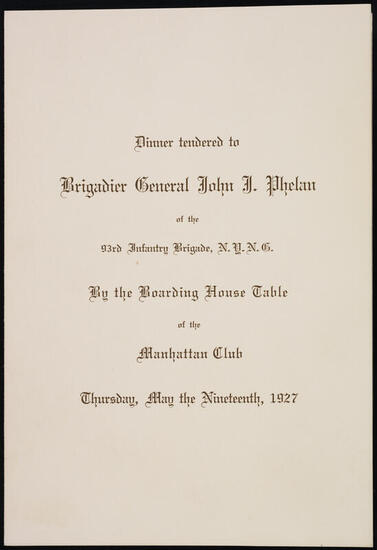 Dinner tendered to
Brigadier General John J. Phelan
of the
93rd Infantry Brigade, N. Y. N. G.
By the Boarding House Table
of the
Manhattan Club
Thursday, May the Nineteenth, 1927